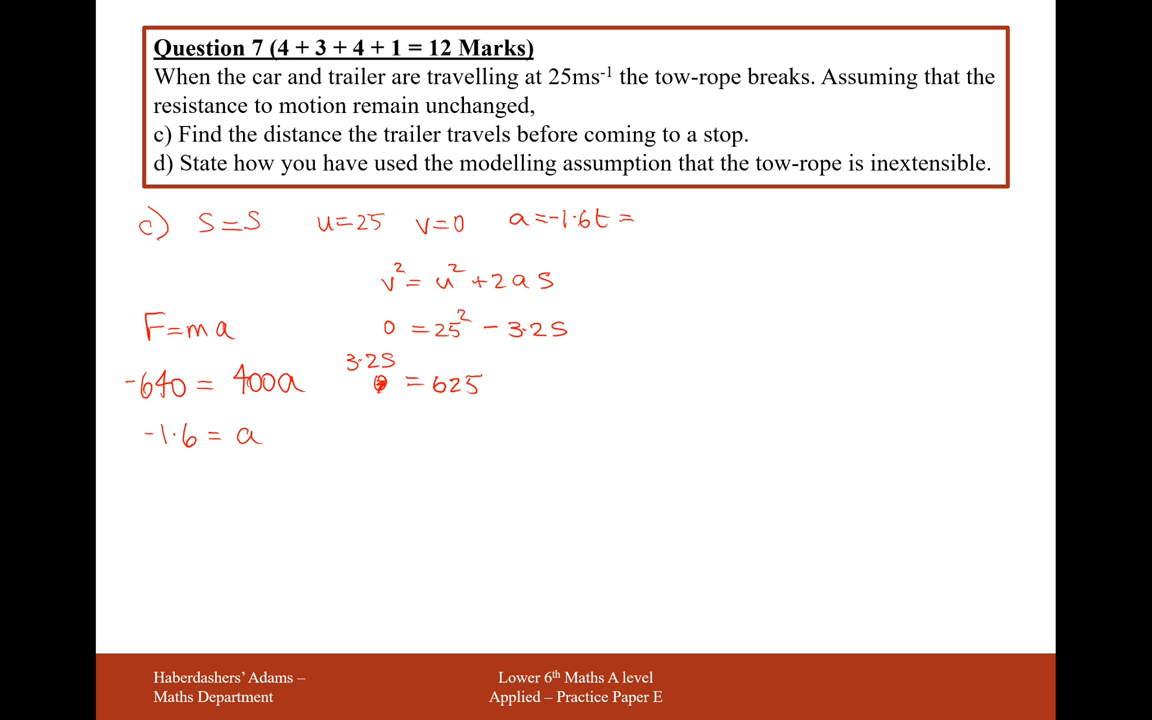 Question 7 (4 + 3 + 4 + 1 = 12 Marks)
When the car and trailer are travelling at 25ms⁻¹ the tow-rope breaks. Assuming that the
resistance to motion remain unchanged,
c) Find the distance the trailer travels before coming to a stop.
d) State how you have used the modelling assumption that the tow-rope is inextensible.
c) S=S u=25 v=0 a=-1.6 t=
v² = u² + 2as
F=ma
0 = 25² - 3.2S
-640 = 400a
3.2S = 625
-1.6 = a
Haberdashers' Adams –
Maths Department
Lower 6th Maths A level
Applied – Practice Paper E